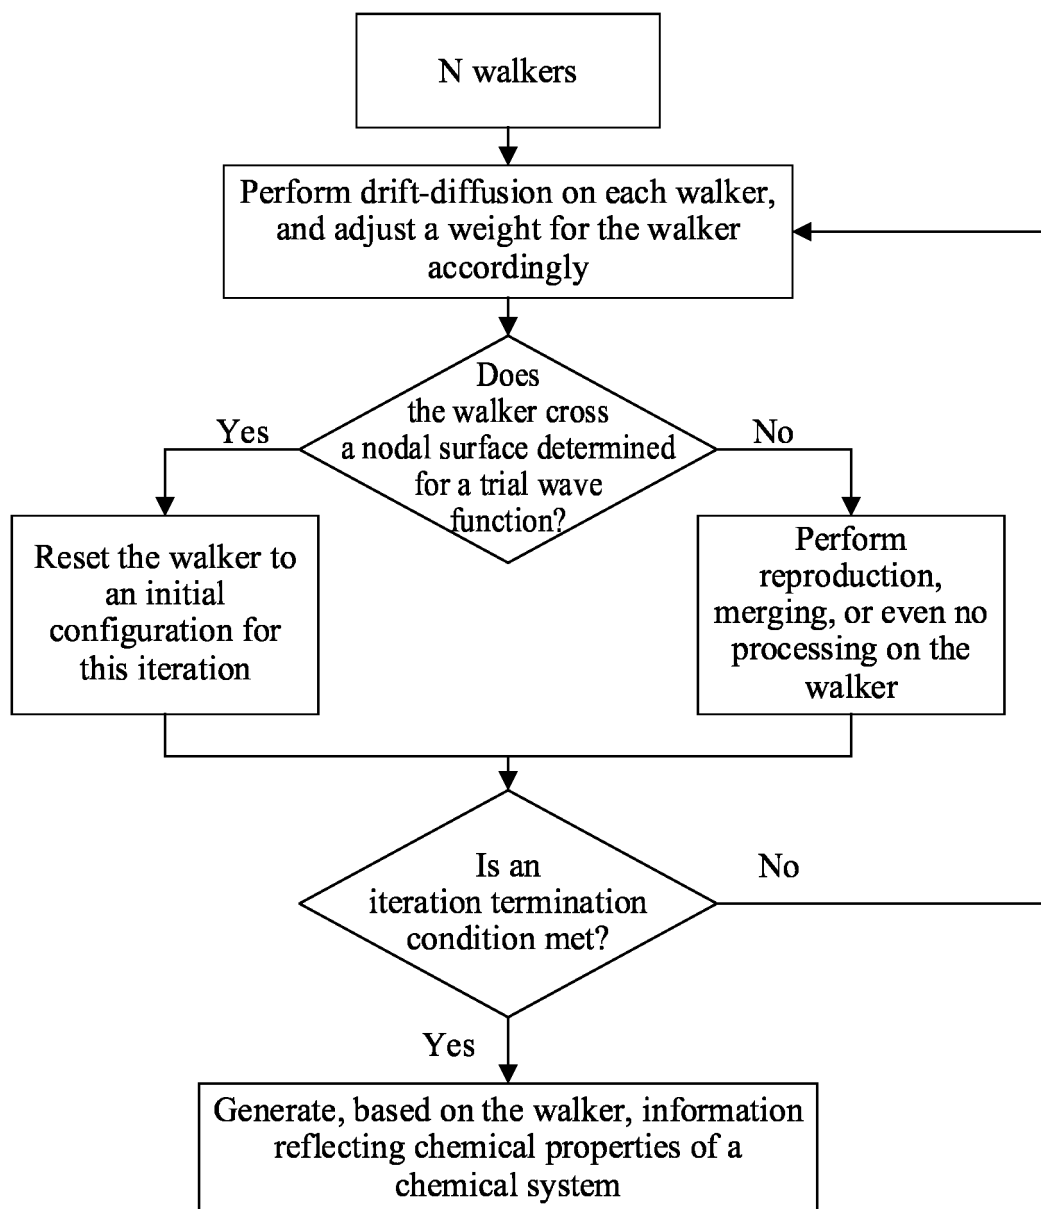 N walkers
Perform drift-diffusion on each walker,
and adjust a weight for the walker
accordingly
Does
the walker cross
a nodal surface determined
for a trial wave
function?
Yes
No
Reset the walker to
an initial
configuration for
this iteration
Perform
reproduction,
merging, or even no
processing on the
walker
Is an
iteration termination
condition met?
No
Yes
Generate, based on the walker, information
reflecting chemical properties of a
chemical system